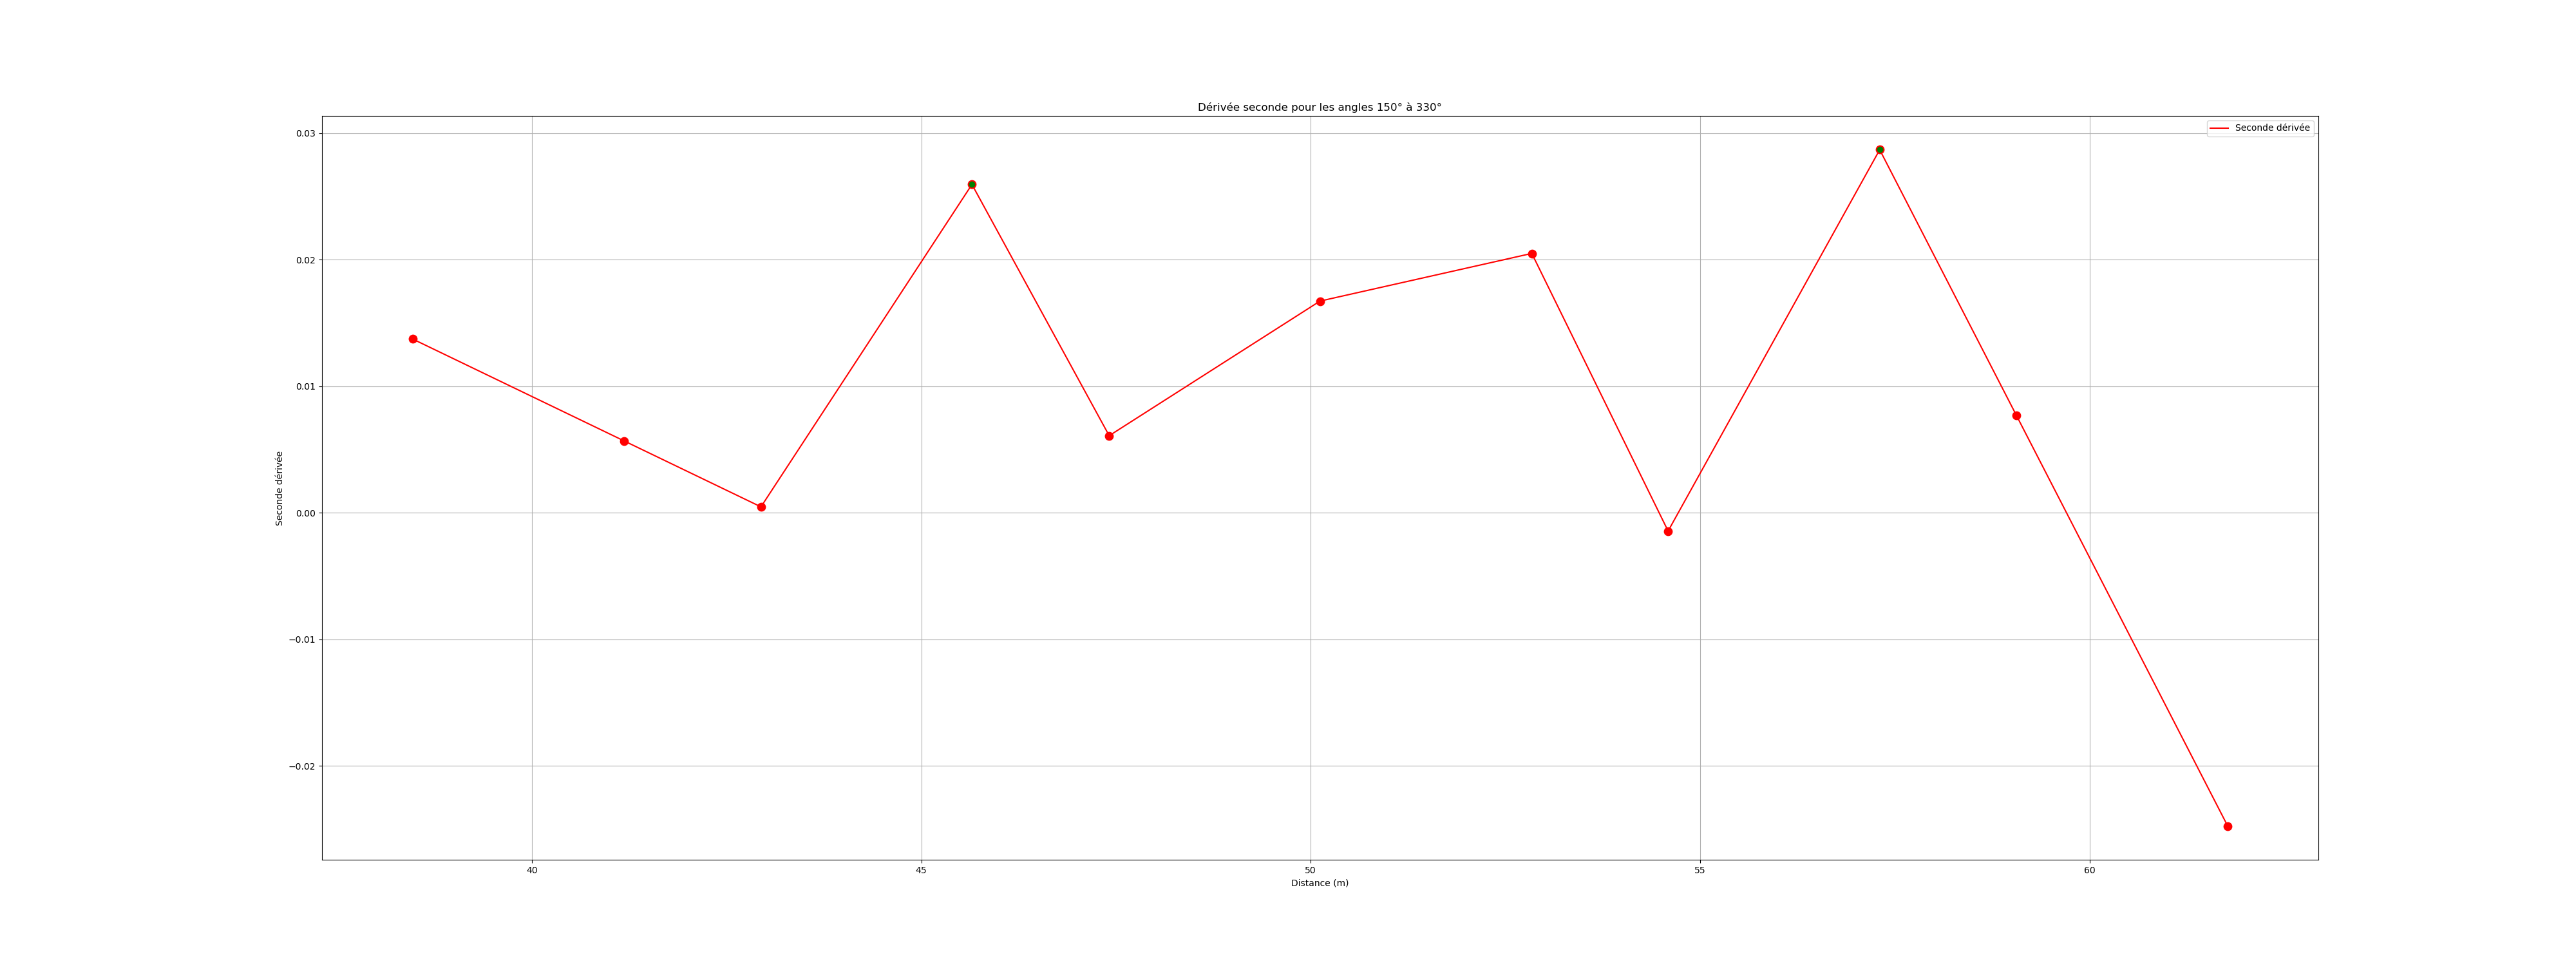 Dérivée seconde pour les angles 150° à 330°
Seconde dérivée
0.03
0.02
0.01
0.00
−0.01
−0.02
Seconde dérivée
40
45
50
55
60
Distance (m)